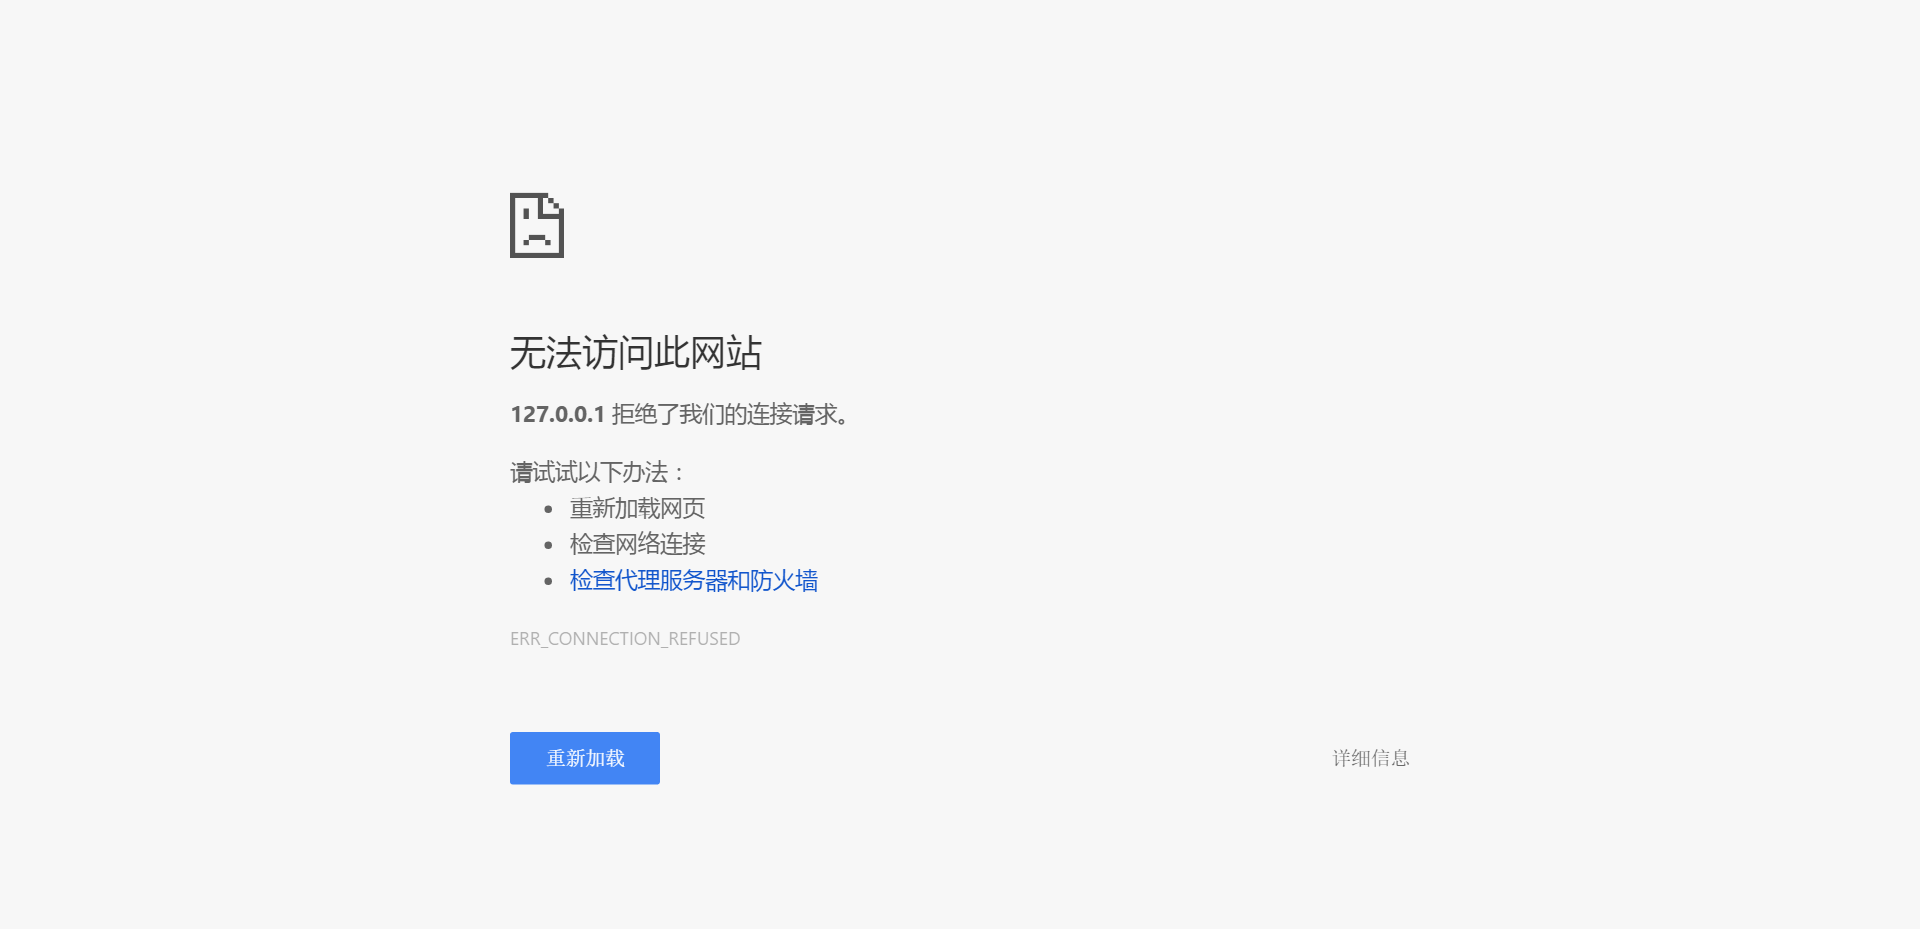 无法访问此网站
127.0.0.1 拒绝了我们的连接请求。
请试试以下办法：
重新加载网页
检查网络连接
检查代理服务器和防火墙
ERR_CONNECTION_REFUSED
重新加载
详细信息